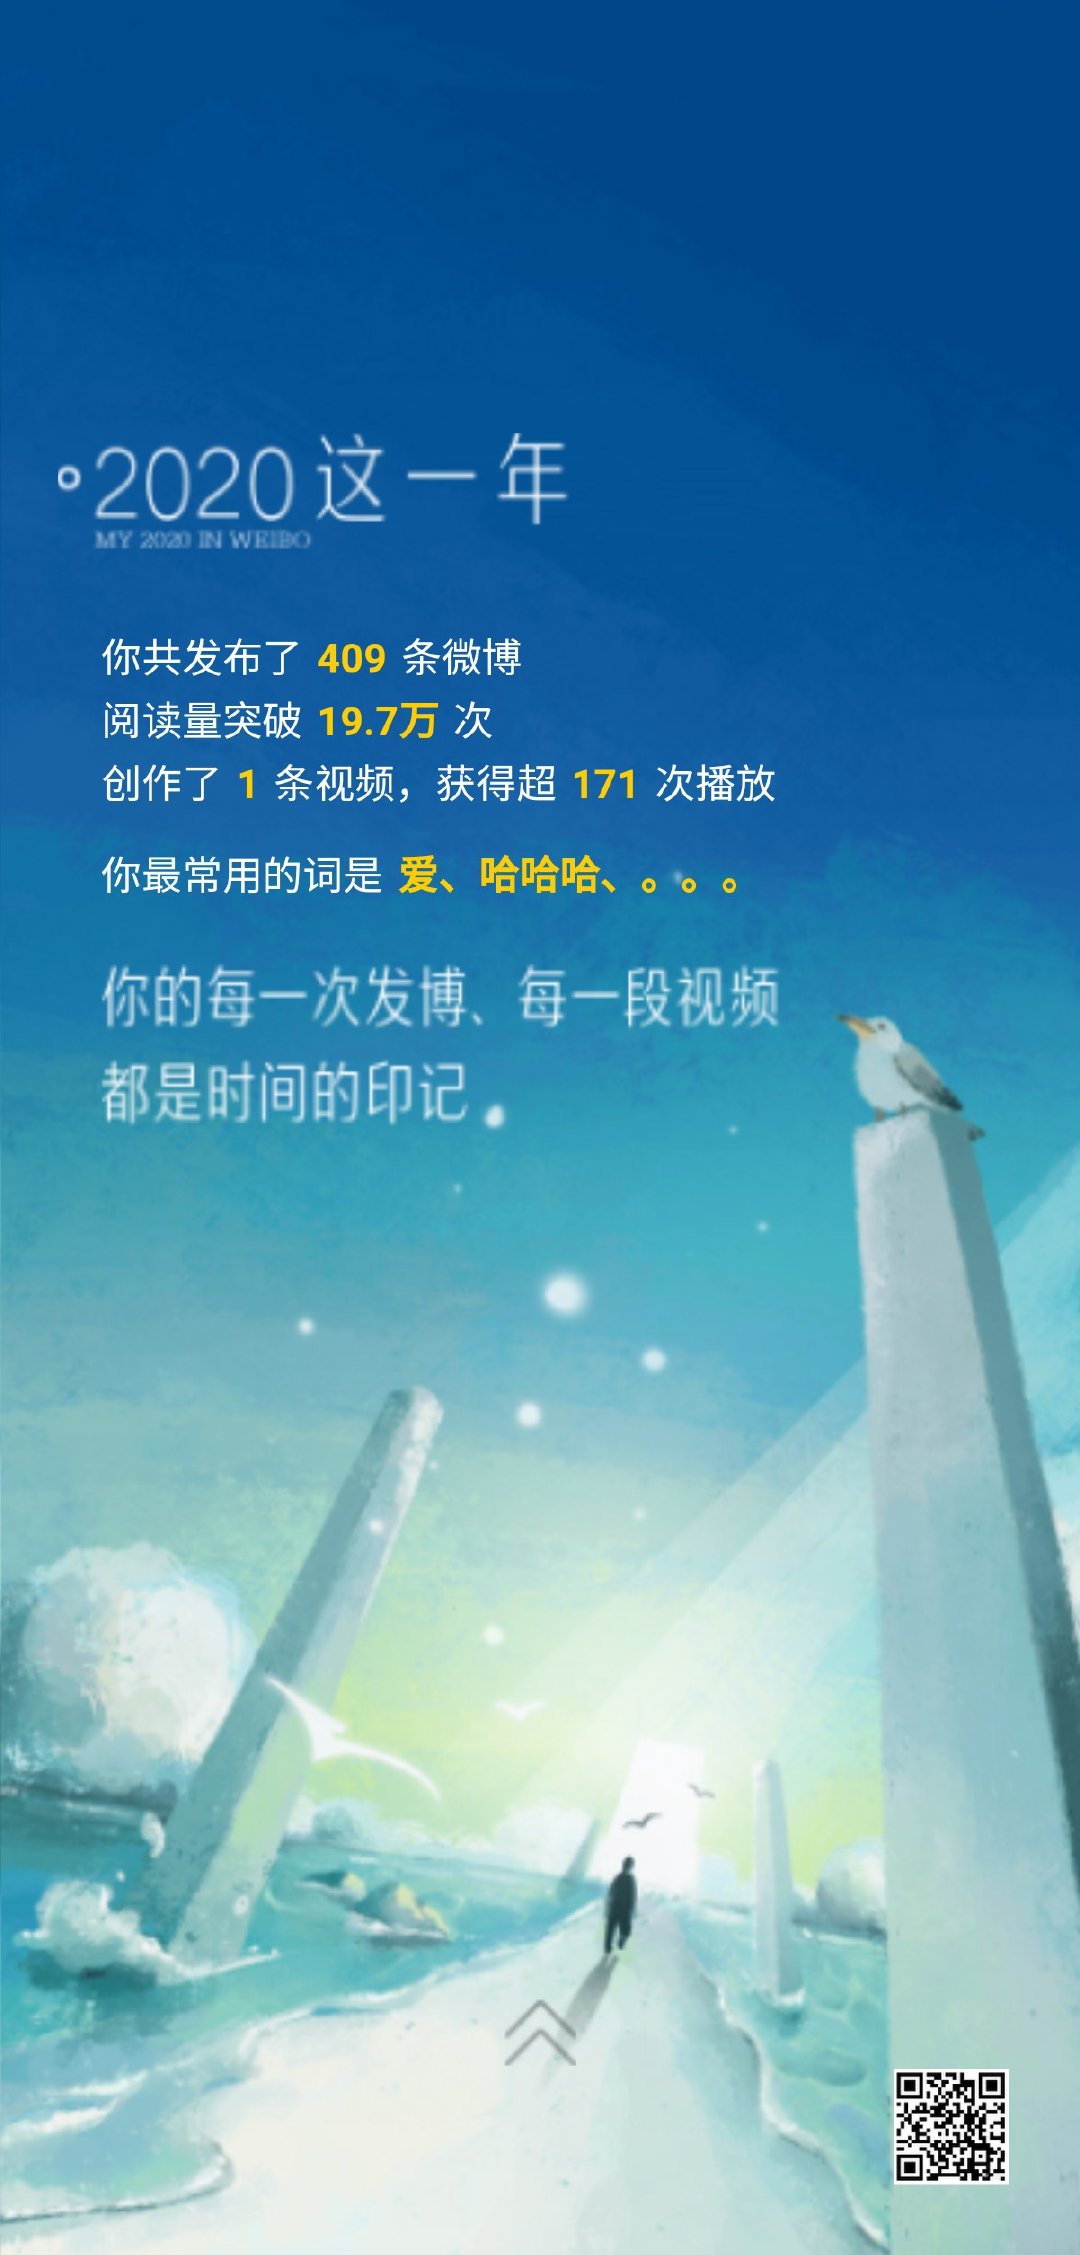 2020这一年
MY 2020 IN WEIBO
你共发布了 409 条微博
阅读量突破 19.7万 次
创作了 1 条视频，获得超 171 次播放
你最常用的词是 爱、哈哈哈、。。。
你的每一次发博、每一段视频
都是时间的印记